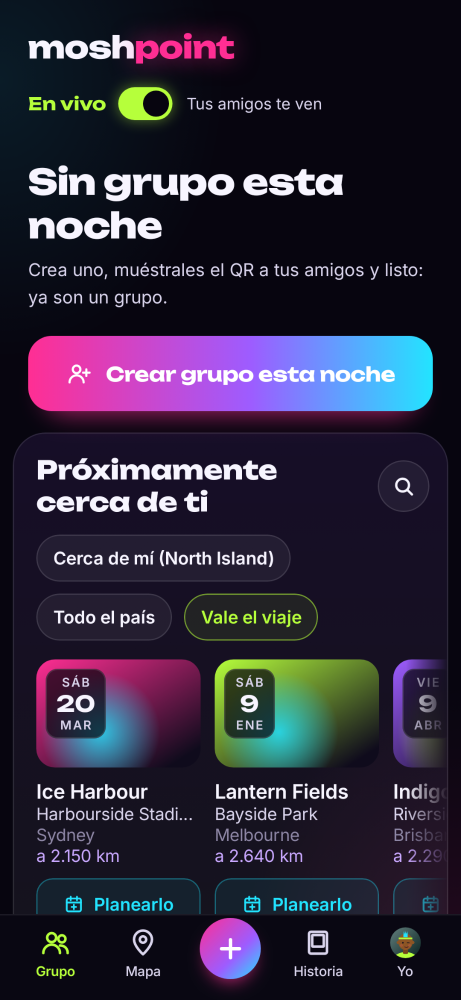 moshpoint
En vivo
Tus amigos te ven
Sin grupo esta
noche
Crea uno, muéstrales el QR a tus amigos y listo:
ya son un grupo.
Crear grupo esta noche
Próximamente
cerca de ti
Cerca de mí (North Island)
Todo el país
Vale el viaje
SÁB
20
MAR
SÁB
9
ENE
VIE
9
ABR
Ice Harbour
Harbourside Stadi...
Sydney
a 2.150 km
Lantern Fields
Bayside Park
Melbourne
a 2.640 km
Planearlo
Planearlo
Grupo
Mapa
Historia
Yo